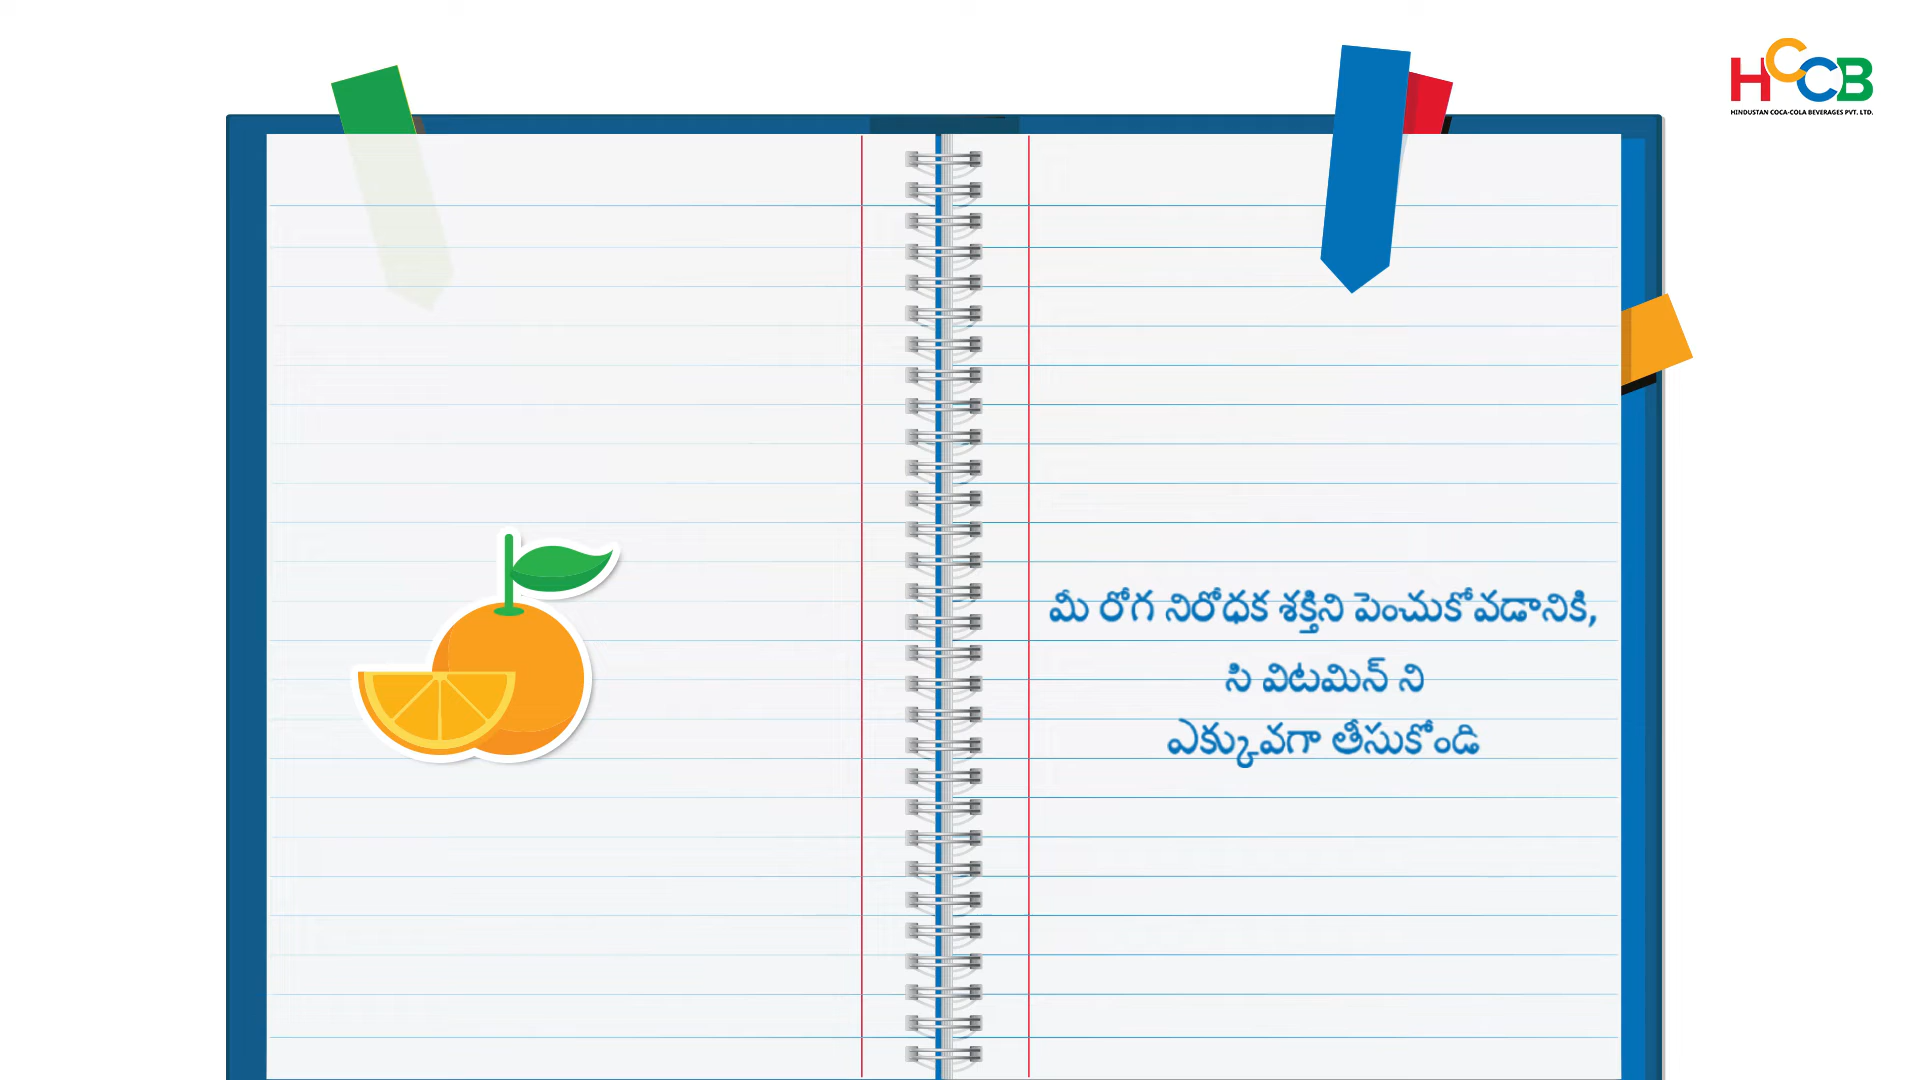 HCCB
HINDUSTAN COCA-COLA BEVERAGES PVT. LTD.
మీ రోగ నిరోధక శక్తిని పెంచుకోవడానికి,
సి విటమిన్ ని
ఎక్కువగా తీసుకోండి